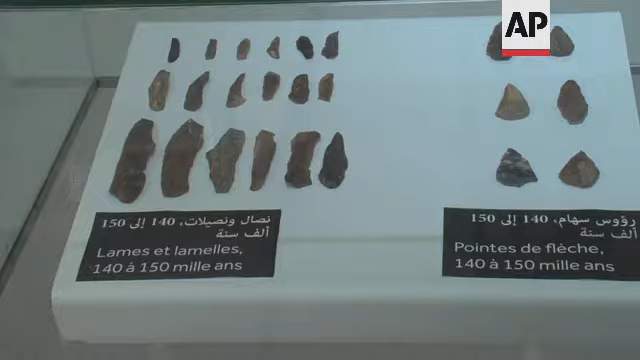 AP
نصال ونصيلات، 140 إلى 150
ألف سنة
Lames et lamelles,
140 à 150 mille ans
رؤوس سهام، 140 إلى 150
ألف سنة
Pointes de flèche,
140 à 150 mille ans